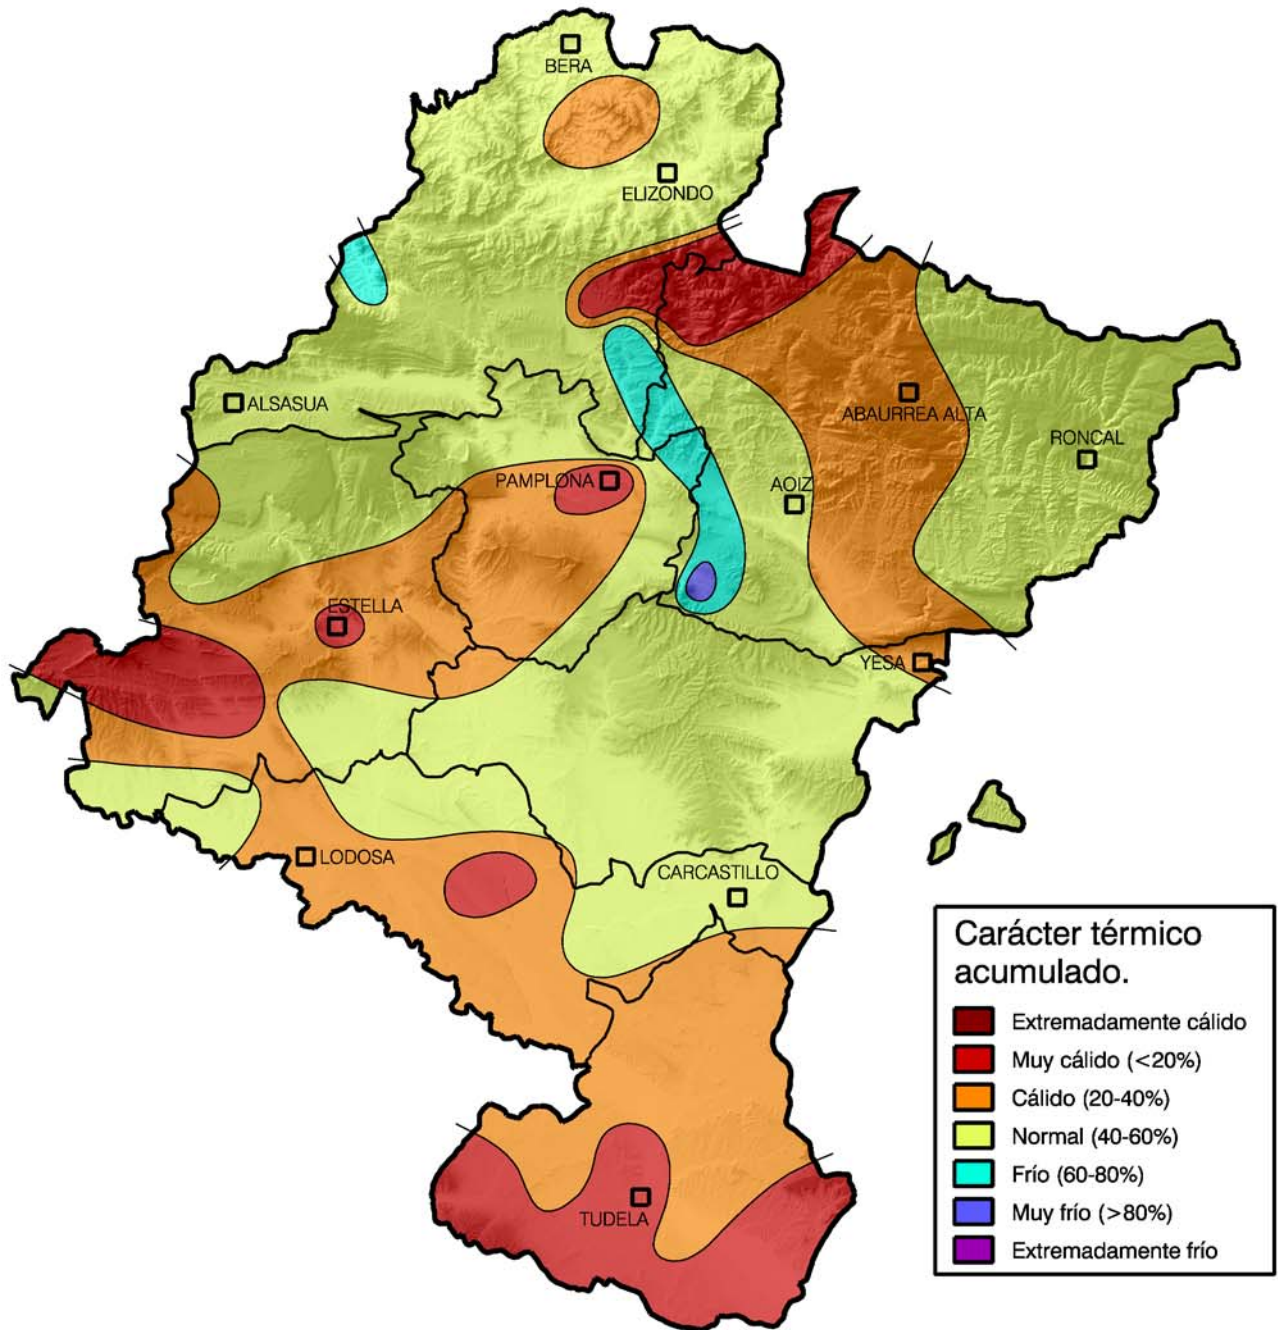 BERA
ELIZONDO
ALSASUA
ABAURREA ALTA
RONCAL
PAMPLONA
AOIZ
ESTELLA
YESA
LODOSA
CARCASTILLO
TUDELA
Carácter térmico
acumulado.
Extremadamente cálido
Muy cálido (<20%)
Cálido (20-40%)
Normal (40-60%)
Frío (60-80%)
Muy frío (>80%)
Extremadamente frío